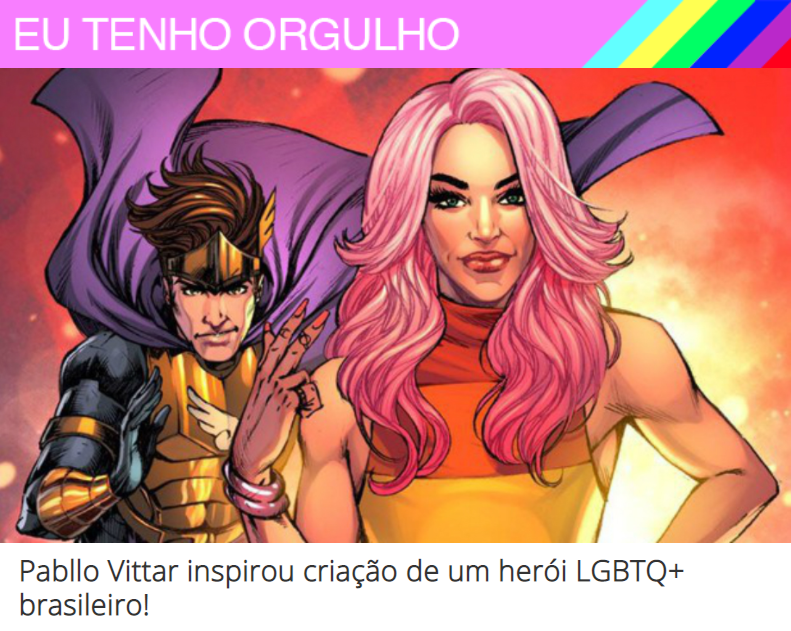 EU TENHO ORGULHO
Pabllo Vittar inspirou criação de um herói LGBTQ+
brasileiro!